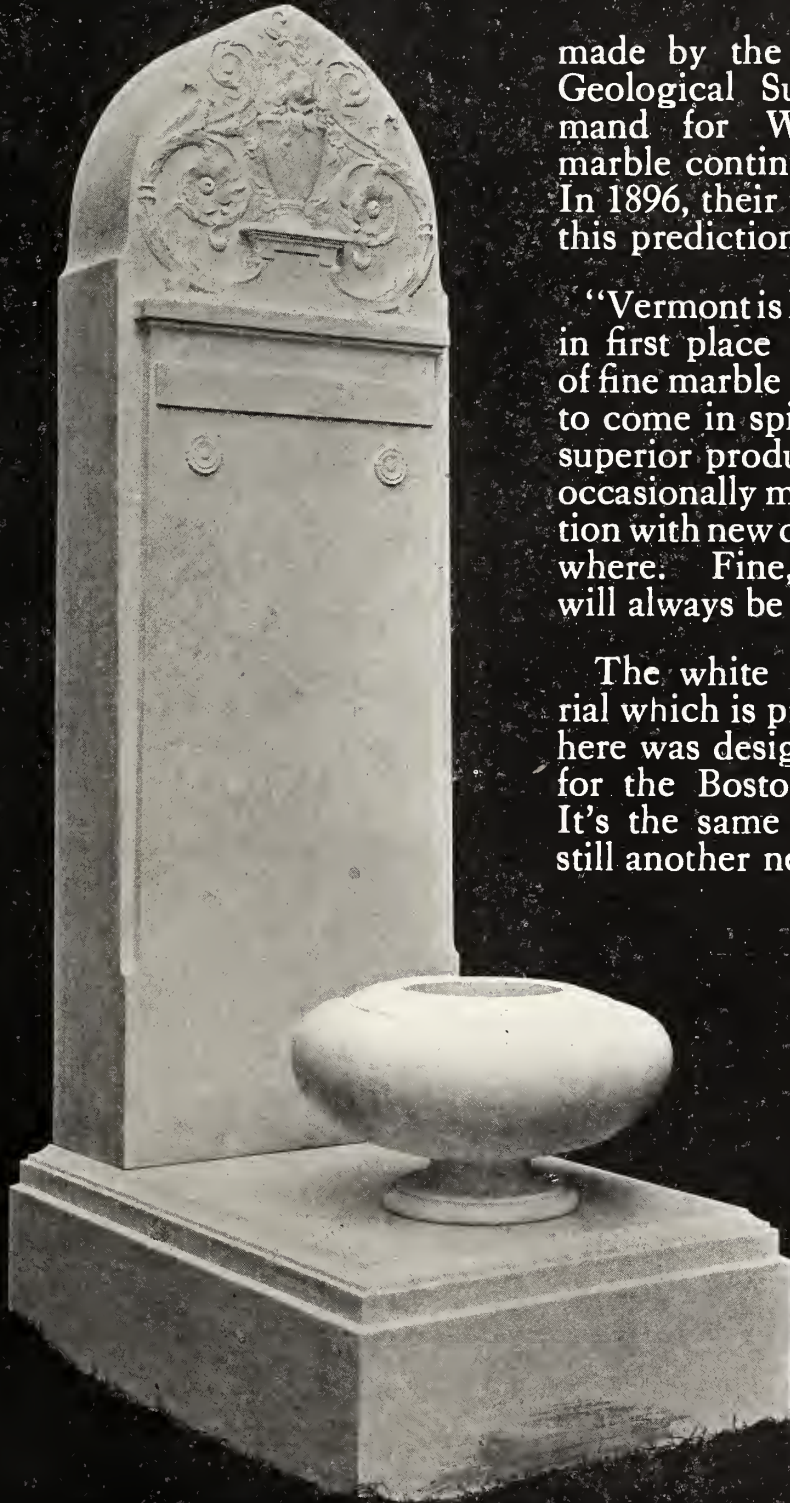 made by the
Geological Su
mand for W
marble contin
In 1896, their
this prediction
"Vermont is
in first place
of fine marble
to come in spi
superior produ
occasionally m
tion with new
where. Fine,
will always be
The white
rial which is p
here was desig
for the Bosto
It's the same
still another ne